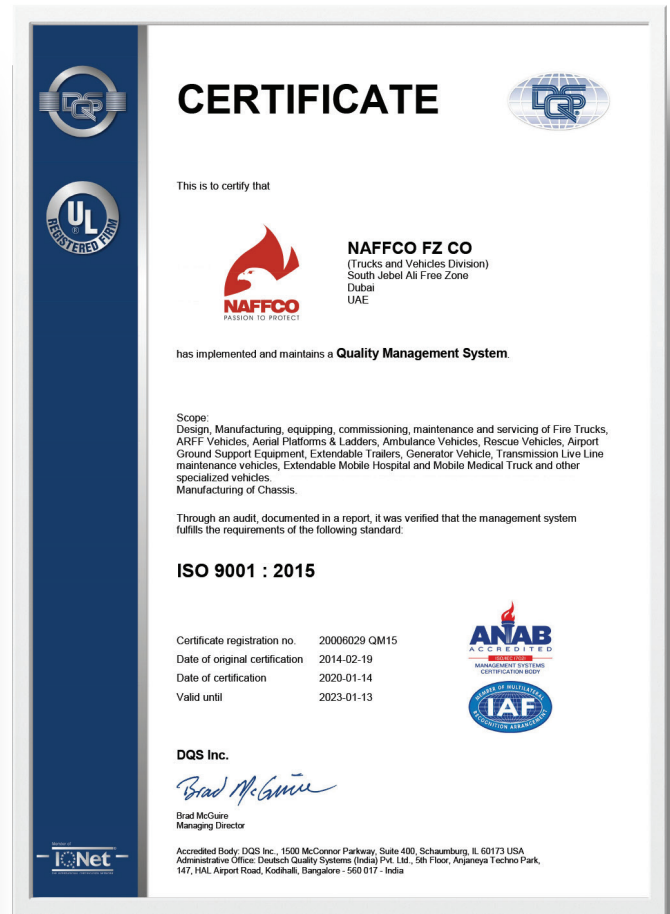 DQS
CERTIFICATE
DQS
UL
®
REGISTERED FIRM
This is to certify that
NAFFCO
PASSION TO PROTECT
NAFFCO FZ CO
(Trucks and Vehicles Division)
South Jebel Ali Free Zone
Dubai
UAE
has implemented and maintains a Quality Management System.
Scope:
Design, Manufacturing, equipping, commissioning, maintenance and servicing of Fire Trucks,
ARFF Vehicles, Aerial Platforms & Ladders, Ambulance Vehicles, Rescue Vehicles, Airport
Ground Support Equipment, Extendable Trailers, Generator Vehicle, Transmission Live Line
maintenance vehicles, Extendable Mobile Hospital and Mobile Medical Truck and other
specialized vehicles.
Manufacturing of Chassis.
Through an audit, documented in a report, it was verified that the management system
fulfills the requirements of the following standard:
ISO 9001 : 2015
Certificate registration no. 20006029 QM15
Date of original certification 2014-02-19
Date of certification 2020-01-14
Valid until 2023-01-13
ANAB
ACCREDITED
MANAGEMENT SYSTEMS
CERTIFICATION BODY
MEMBER OF MULTILATERAL
IAF
RECOGNITION ARRANGEMENT
DQS Inc.
Brad McGuire
Brad McGuire
Managing Director
Member of
IQNet
Accredited Body: DQS Inc., 1500 McConnor Parkway, Suite 400, Schaumburg, IL 60173 USA
Administrative Office: Deutsch Quality Systems (India) Pvt. Ltd., 5th Floor, Anjaneya Techno Park,
147, HAL Airport Road, Kodihalli, Bangalore - 560 017 - India